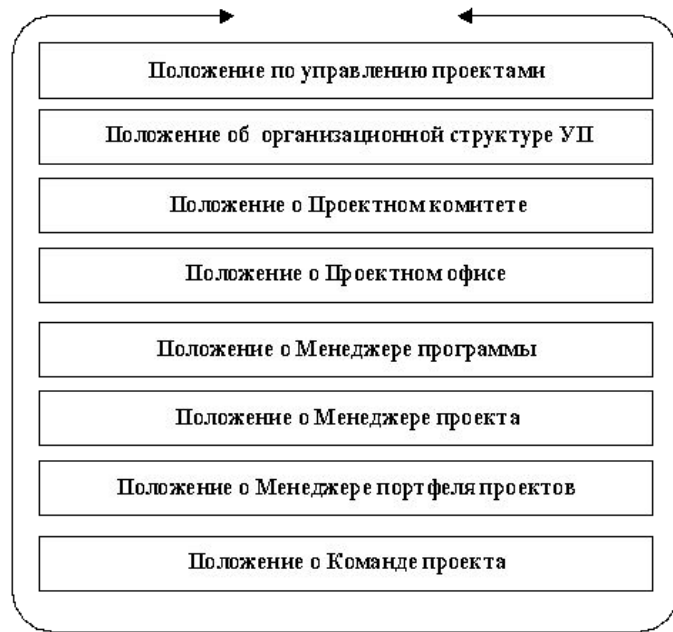 Положение по управлению проектами
Положение об организационной структуре УП
Положение о Проектном комитете
Положение о Проектном офисе
Положение о Менеджере программы
Положение о Менеджере проекта
Положение о Менеджере портфеля проектов
Положение о Команде проекта